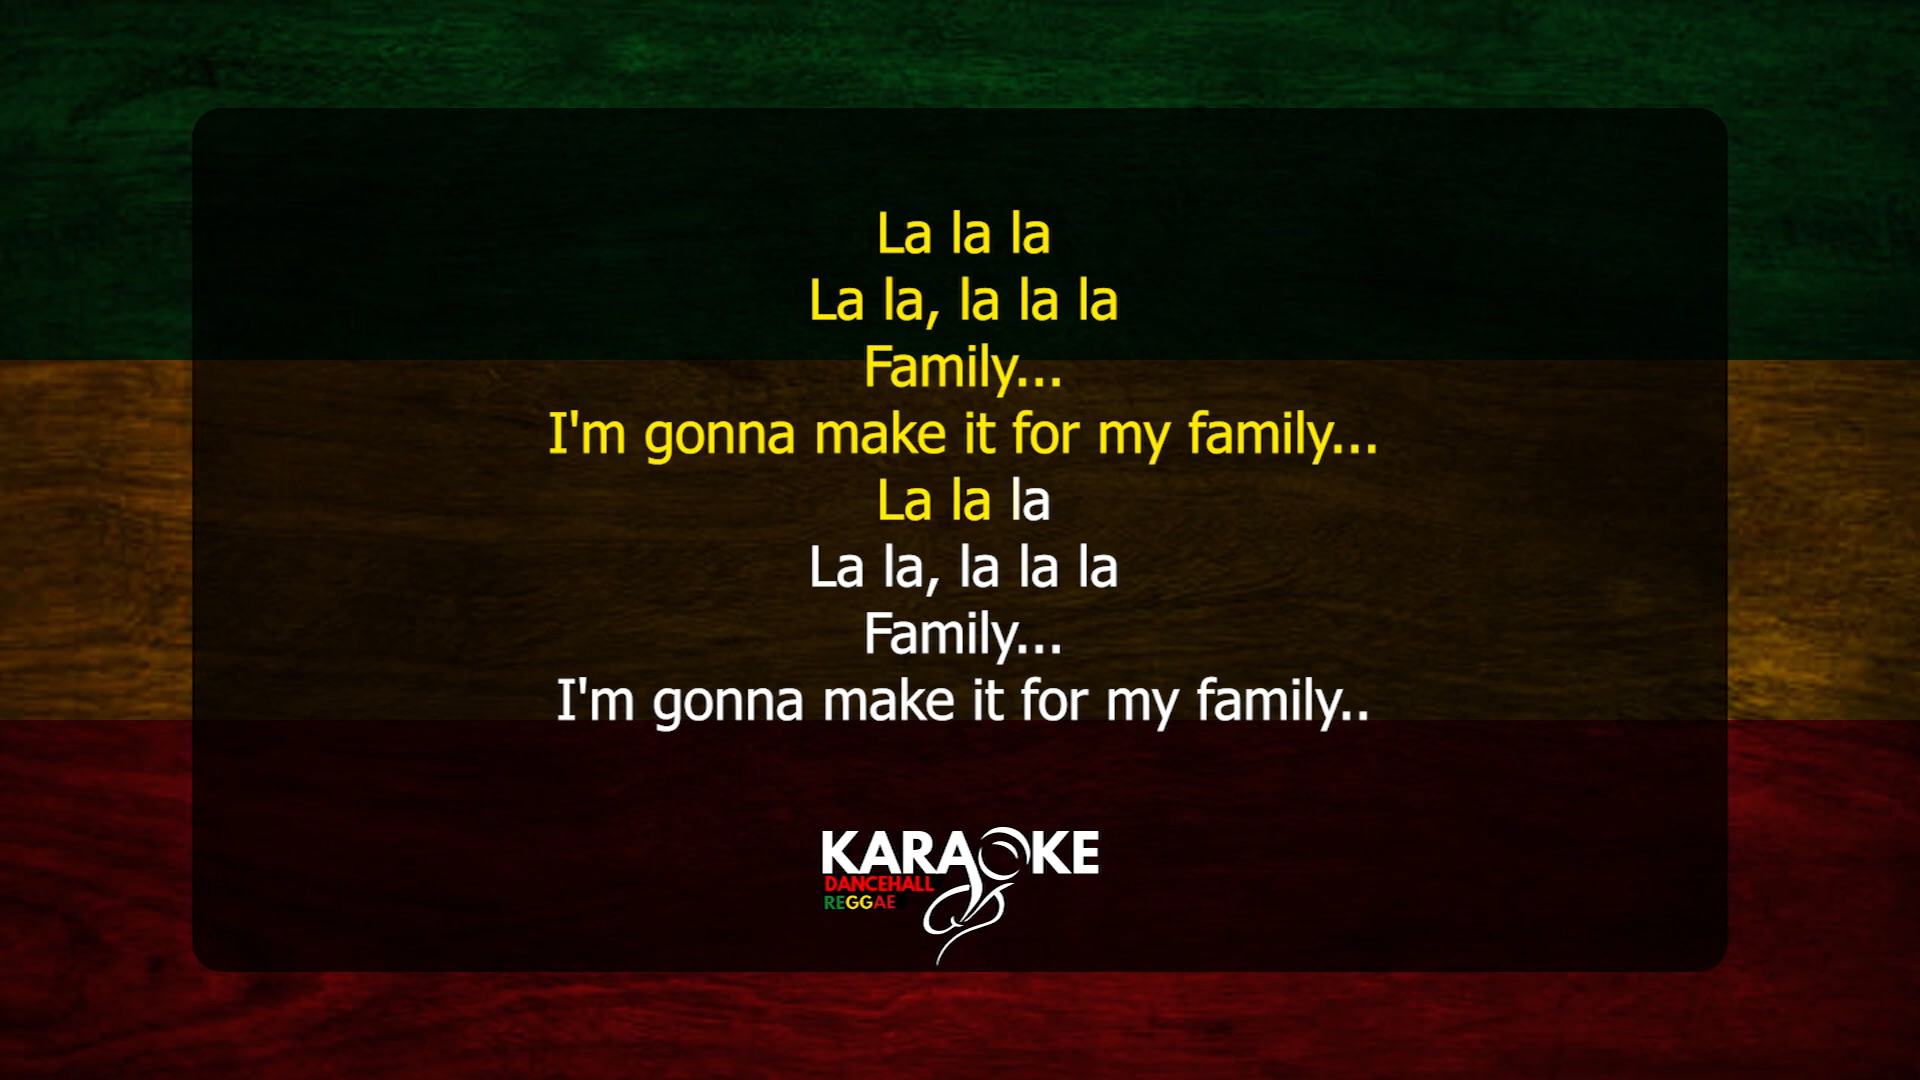 La la la
La la, la la la
Family...
I'm gonna make it for my family...
La la la
La la, la la la
Family...
I'm gonna make it for my family..
KARAOKE
DANCEHALL
REGGAE